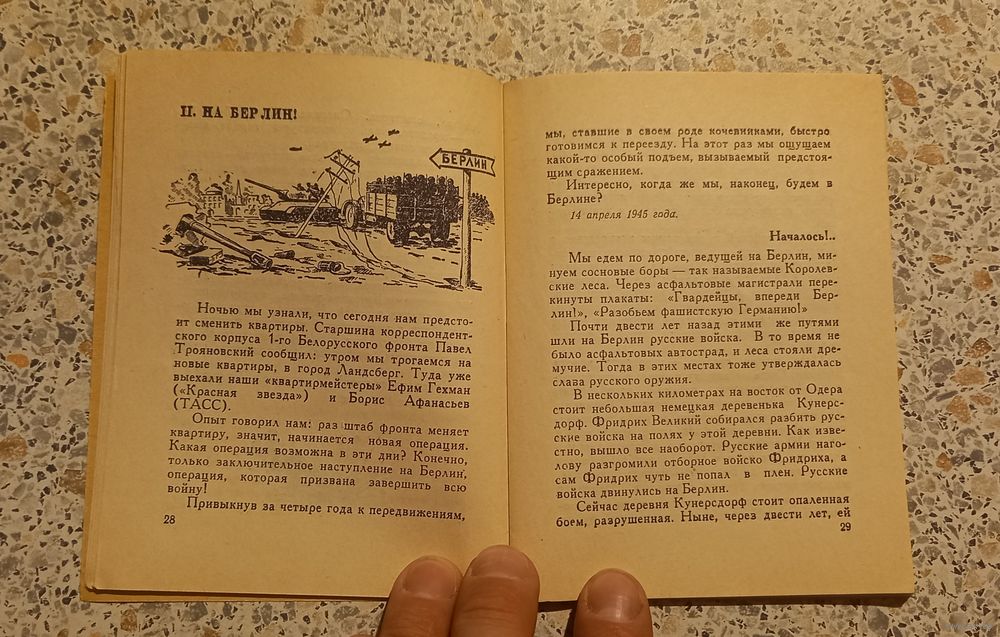 II. НА БЕРЛИН!
БЕРЛИН
Ночью мы узнали, что сегодня нам предсто-
ит сменить квартиры. Старшина корреспондент-
ского корпуса 1-го Белорусского фронта Павел
Трояновский сообщил: утром мы трогаемся на
новые квартиры, в город Ландсберг. Туда уже
выехали наши «квартирмейстеры» Ефим Гехман
(«Красная звезда») и Борис Афанасьев
(ТАСС).
Опыт говорил нам: раз штаб фронта меняет
квартиру, значит, начинается новая операция.
Какая операция возможна в эти дни? Конечно,
только заключительное наступление на Берлин,
операция, которая призвана завершить всю
войну!
Привыкнув за четыре года к передвижениям,
28
мы, ставшие в своем роде кочевниками, быстро
готовимся к переезду. На этот раз мы ощущаем
какой-то особый подъем, вызываемый предстоя-
щим сражением.
Интересно, когда же мы, наконец, будем в
Берлине?
14 апреля 1945 года.
Началось!..
Мы едем по дороге, ведущей на Берлин, ми-
нуем сосновые боры — так называемые Королев-
ские леса. Через асфальтовые магистрали пере-
кинуты плакаты: «Гвардейцы, впереди Бер-
лин!», «Разобьем фашистскую Германию!»
Почти двести лет назад этими же путями
шли на Берлин русские войска. В то время не
было асфальтовых автострад, и леса стояли дре-
мучие. Тогда в этих местах тоже утверждалась
слава русского оружия.
В нескольких километрах на восток от Одера
стоит небольшая немецкая деревенька Кунерс-
дорф. Фридрих Великий собирался разбить рус-
ские войска на полях у этой деревни. Как извест-
но, вышло все наоборот. Русские армии наго-
лову разгромили отборное войско Фридриха, а
сам Фридрих чуть не попал в плен. Русские
войска двинулись на Берлин.
Сейчас деревня Кунерсдорф стоит опаленная
боем, разрушенная. Ныне, через двести лет, ей
29